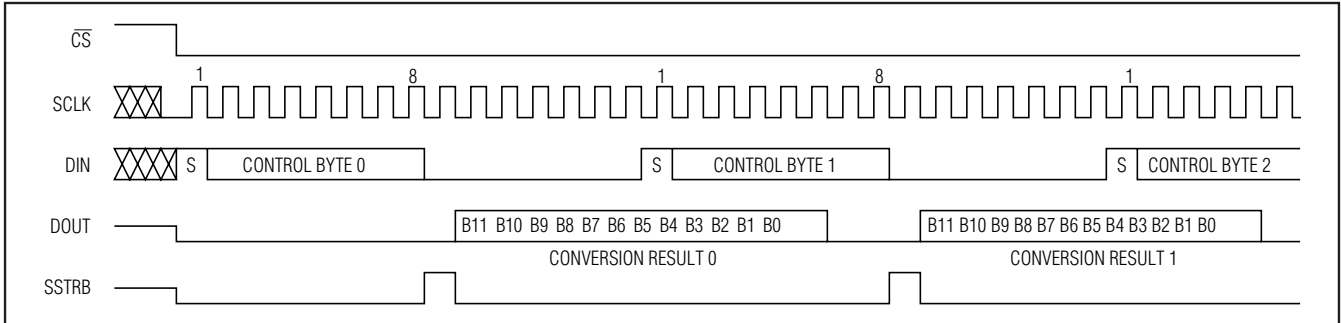 CS
1 8 1 8 1
SCLK
DIN S CONTROL BYTE 0 S CONTROL BYTE 1 S CONTROL BYTE 2
DOUT B11 B10 B9 B8 B7 B6 B5 B4 B3 B2 B1 B0 B11 B10 B9 B8 B7 B6 B5 B4 B3 B2 B1 B0
CONVERSION RESULT 0 CONVERSION RESULT 1
SSTRB